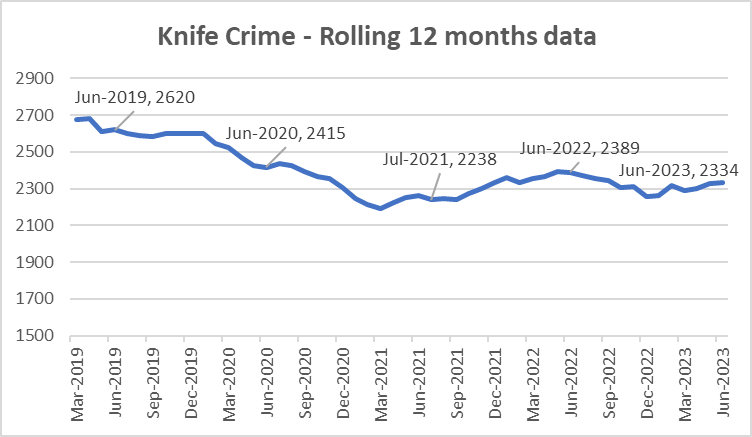 Knife Crime - Rolling 12 months data
2900
2700
2500
2300
2100
1900
1700
1500
Jun-2019, 2620
Jun-2020, 2415
Jul-2021, 2238
Jun-2022, 2389
Jun-2023, 2334
Mar-2019
Jun-2019
Sep-2019
Dec-2019
Mar-2020
Jun-2020
Sep-2020
Dec-2020
Mar-2021
Jun-2021
Sep-2021
Dec-2021
Mar-2022
Jun-2022
Sep-2022
Dec-2022
Mar-2023
Jun-2023